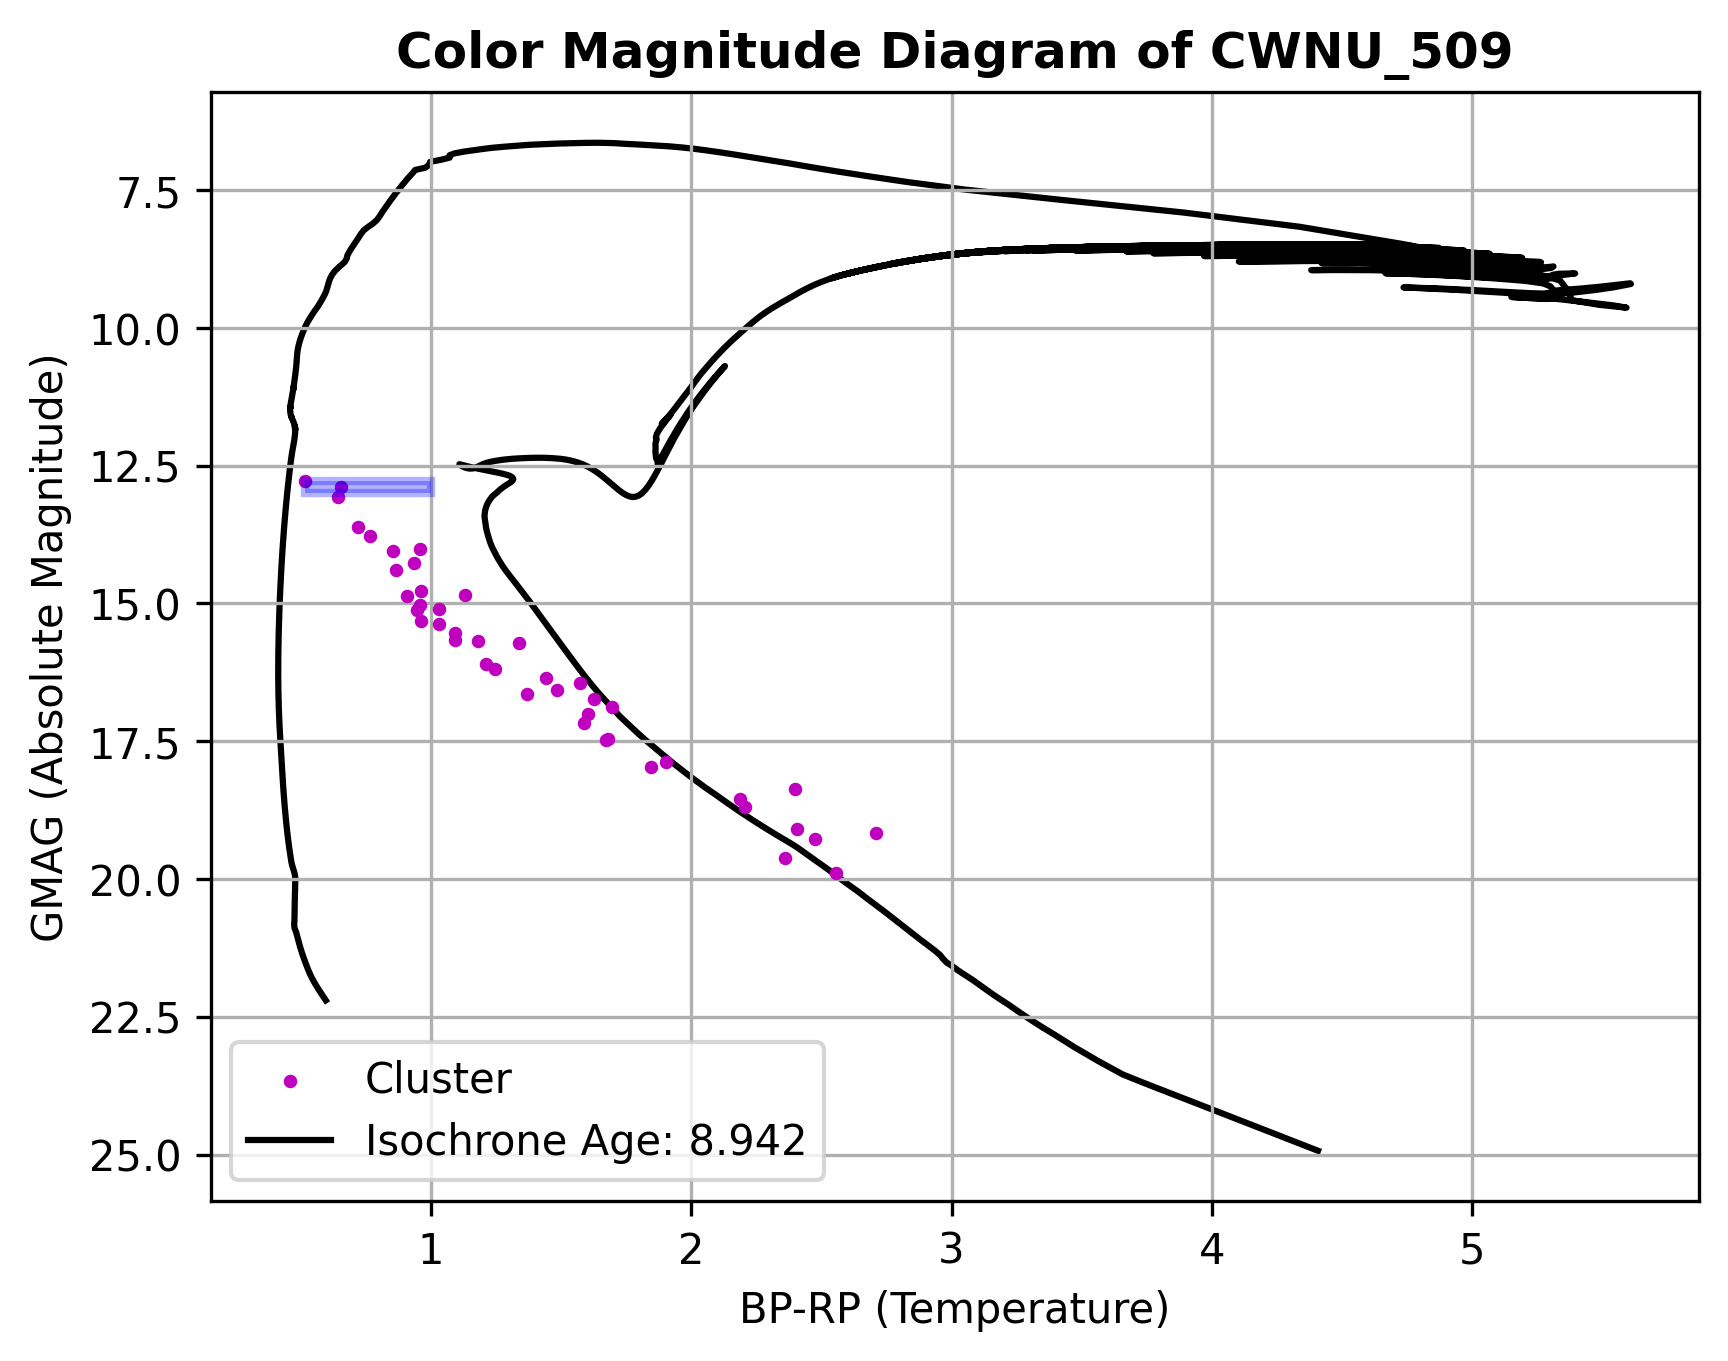 Color Magnitude Diagram of CWNU_509
GMAG (Absolute Magnitude)
7.5
10.0
12.5
15.0
17.5
20.0
22.5
25.0
Cluster
Isochrone Age: 8.942
1 2 3 4 5
BP-RP (Temperature)